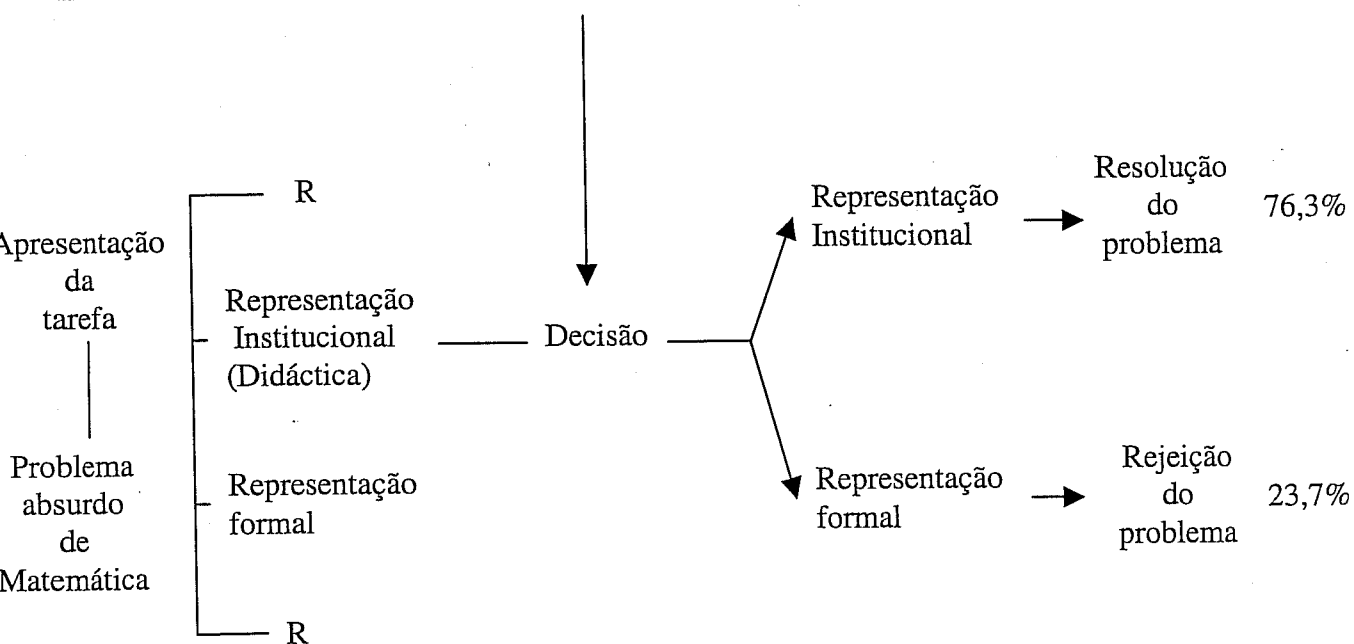 R
Apresentação
da
tarefa
Problema
absurdo
de
Matemática
Representação
Institucional
(Didáctica)
Representação
formal
R
Decisão
Representação
Institucional
Resolução
do
problema
76,3%
Representação
formal
Rejeição
do
problema
23,7%